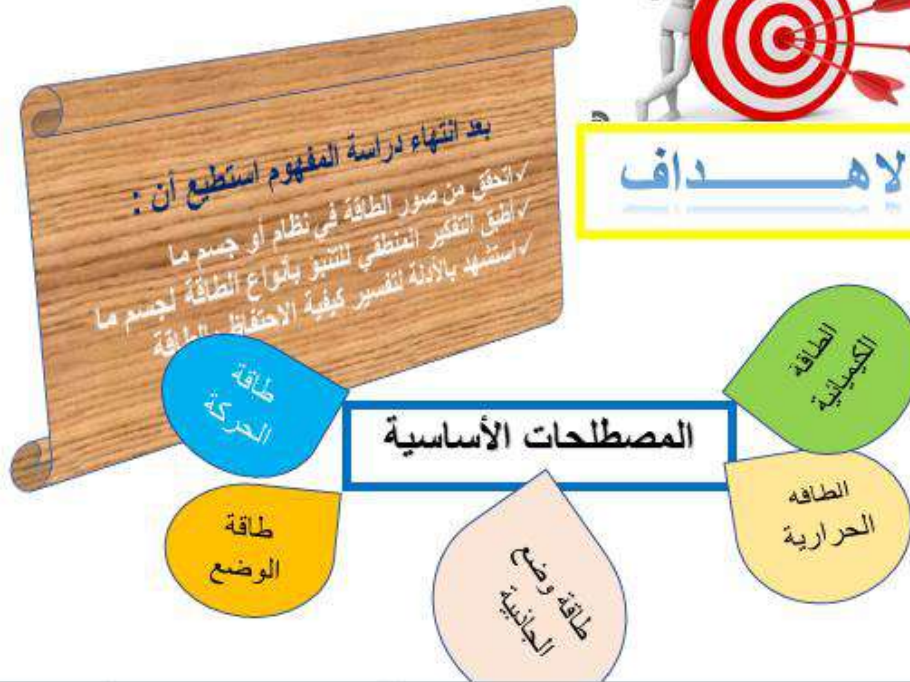 لاهـــــــداف
بعد انتهاء دراسة المفهوم استطيع أن :
✓اتحقق من صور الطاقة في نظام أو جسم ما
✓أطبق التفكير المنطقي للتنبؤ بأنواع الطاقة لجسم ما
✓استشهد بالأدلة لتفسير كيفية الاحتفاظ بالطاقة
الطاقة
الكيميائية
طاقة
الحركة
المصطلحات الأساسية
الطاقه
الحرارية
طاقة
الوضع
طاقة وضع
الجاذبية